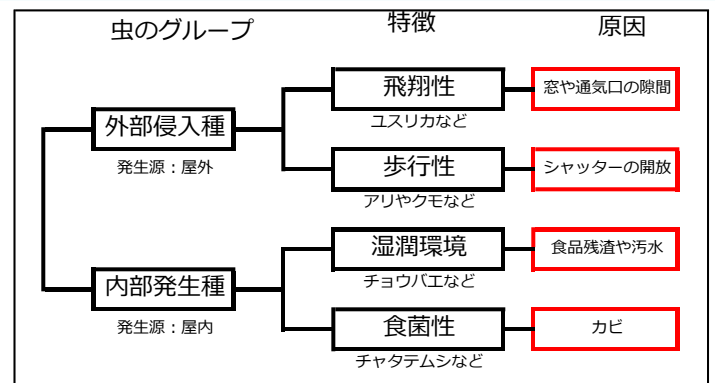 虫のグループ
特徴
原因
飛翔性
窓や通気口の隙間
ユスリカなど
外部侵入種
発生源：屋外
歩行性
シャッターの開放
アリやクモなど
湿潤環境
食品残渣や汚水
チョウバエなど
内部発生種
発生源：屋内
食菌性
カビ
チャタテムシなど